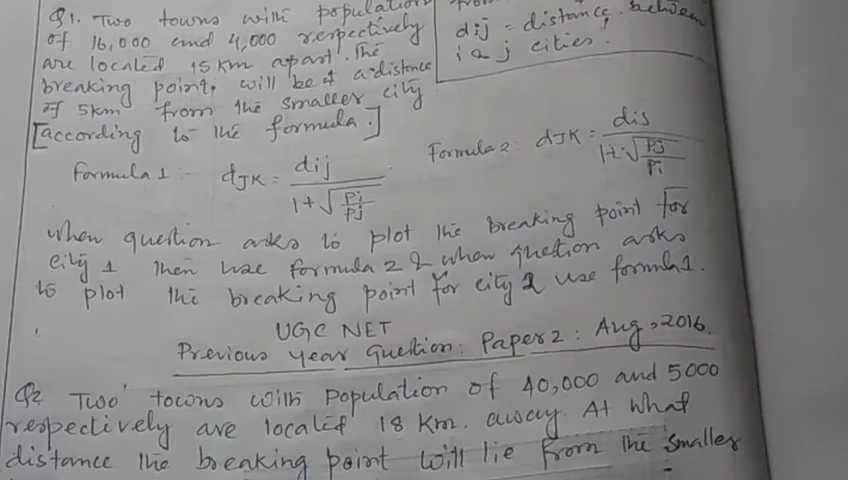 Q1. Two towns with population
of 16,000 and 4,000 respectively
are located 15 Km apart. The
breaking point, will be at a distance
of 5km from the smaller city
[according to the formula.]
dij = distance between
i & j cities.
Formula 1 :- dJK = dij / 1+√Pi/Pj
Formula 2 : dJK = dis / 1+√Pj/Pi
when question asks to plot the breaking point for
city 1 then use formula 2 & when question asks
to plot the breaking point for city 2 use formula 1.
UGC NET
Previous year Question: Paper 2 : Aug, 2016.
Q2 Two towns with Population of 40,000 and 5000
respectively are located 18 Km. away. At what
distance the breaking point will lie from the smaller